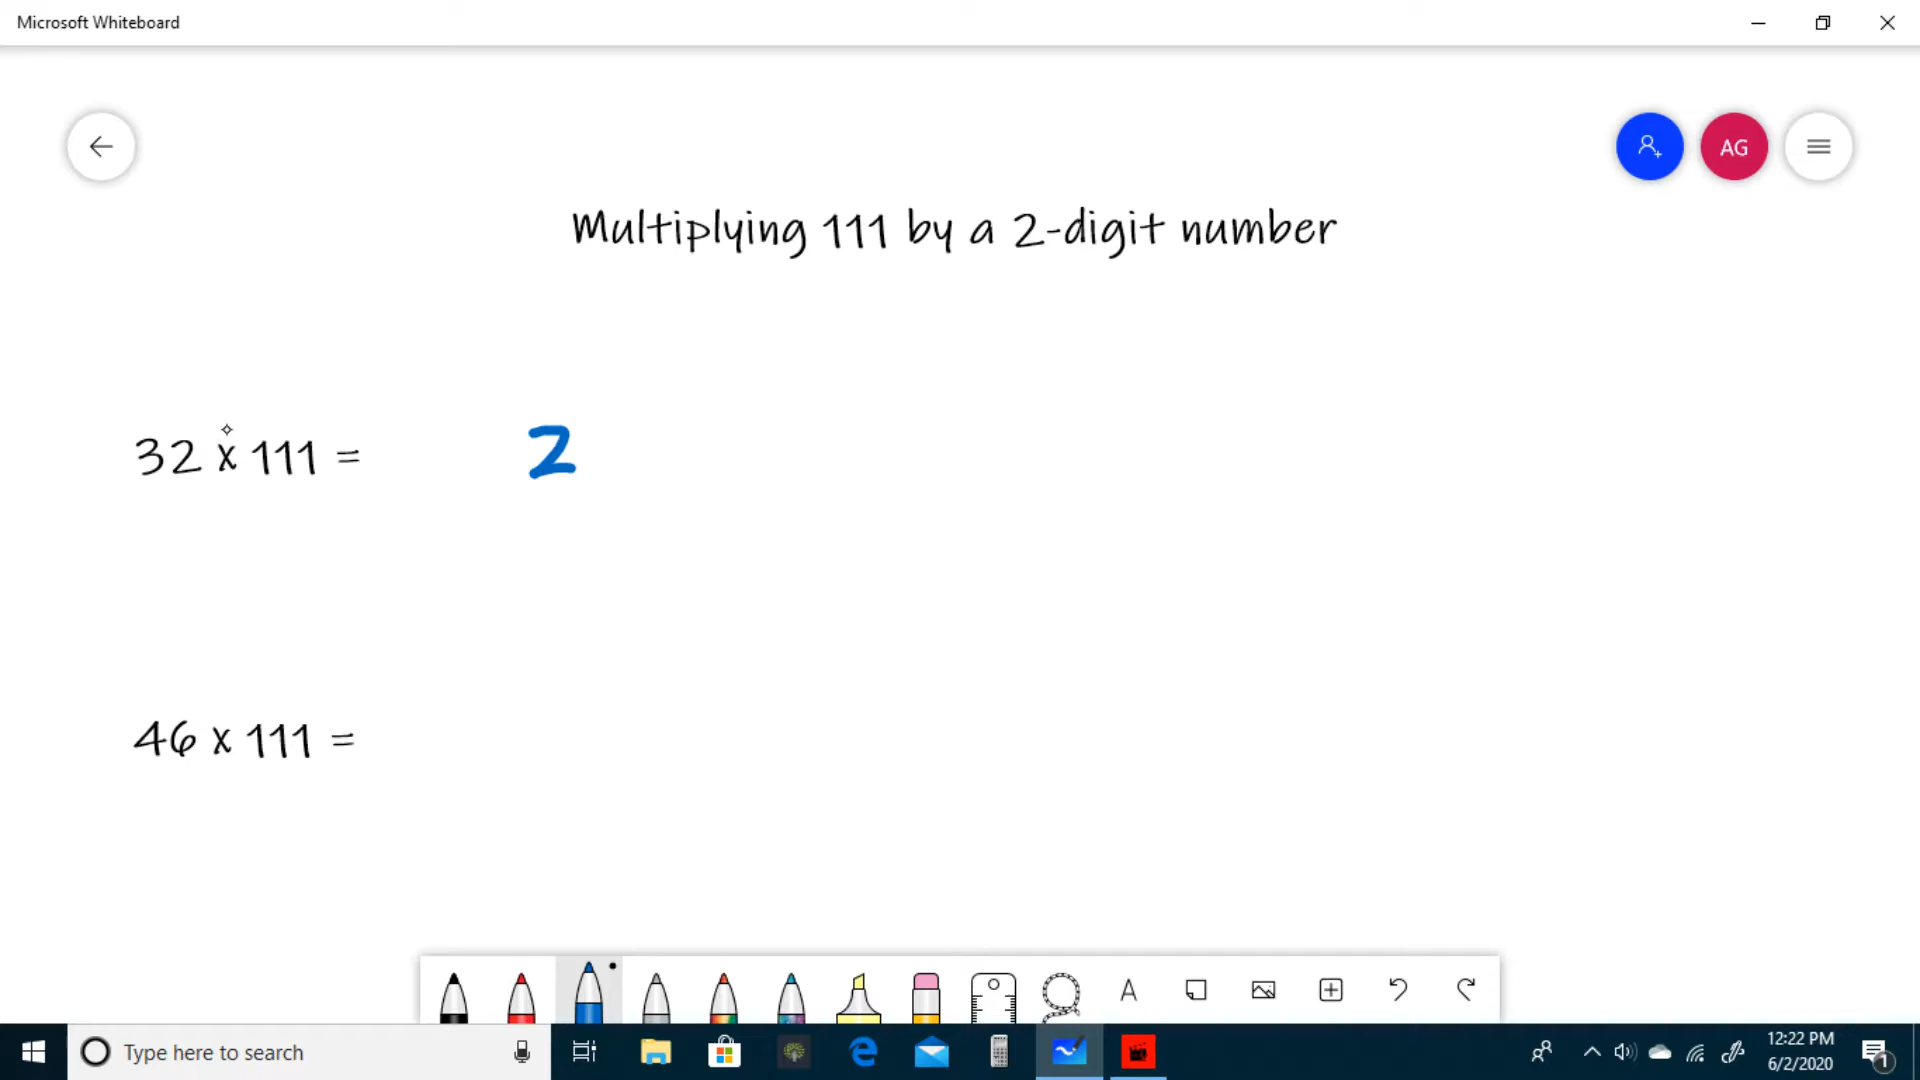 Microsoft Whiteboard
AG
Multiplying 111 by a 2-digit number
32 x 111 = 2
46 x 111 =
A
Type here to search
12:22 PM
6/2/2020
1